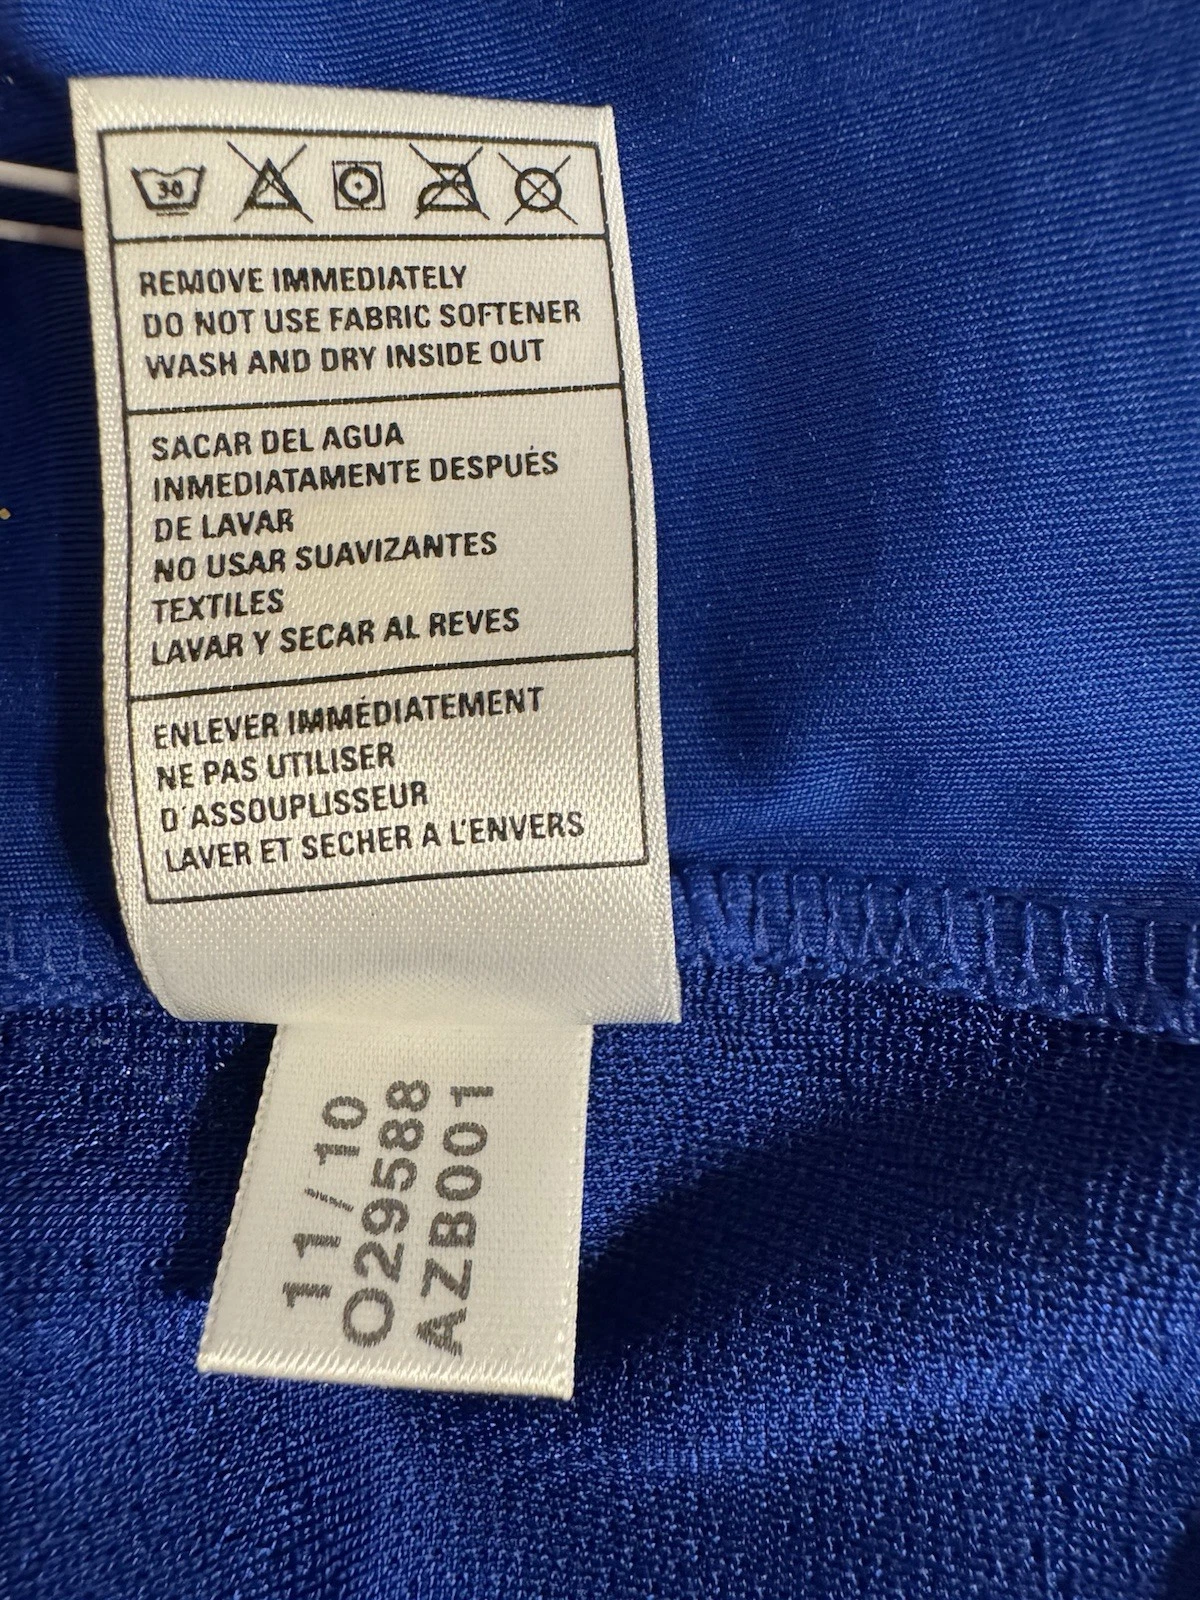 30
REMOVE IMMEDIATELY
DO NOT USE FABRIC SOFTENER
WASH AND DRY INSIDE OUT
SACAR DEL AGUA
INMEDIATAMENTE DESPUÉS
DE LAVAR
NO USAR SUAVIZANTES
TEXTILES
LAVAR Y SECAR AL REVES
ENLEVER IMMÉDIATEMENT
NE PAS UTILISER
D'ASSOUPLISSEUR
LAVER ET SECHER A L'ENVERS
11/10
O29588
AZB001